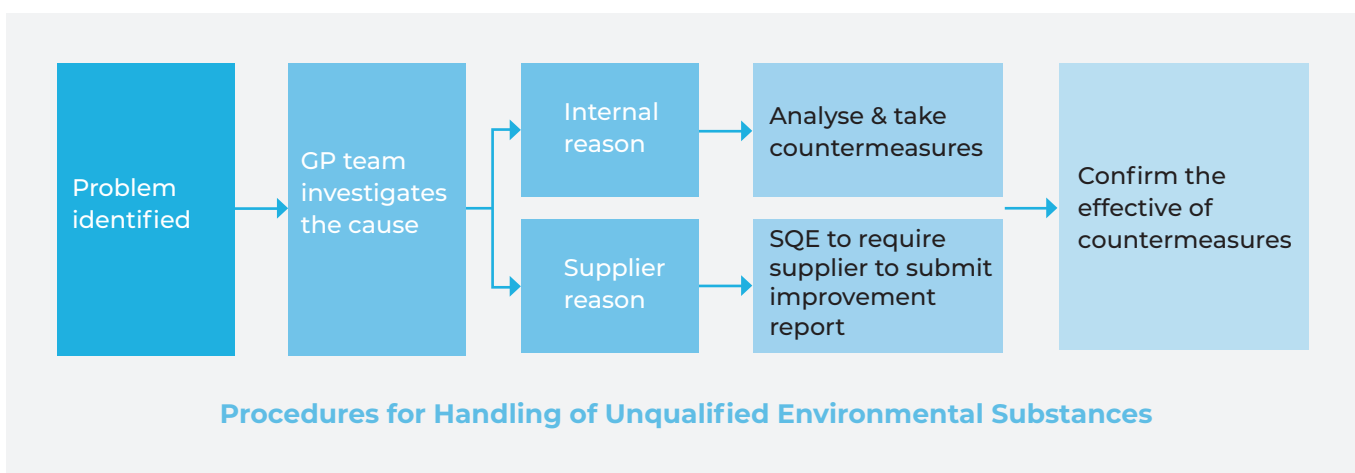 Problem
identified
GP team
investigates
the cause
Internal
reason
Supplier
reason
Analyse & take
countermeasures
SQE to require
supplier to submit
improvement
report
Confirm the
effective of
countermeasures
Procedures for Handling of Unqualified Environmental Substances